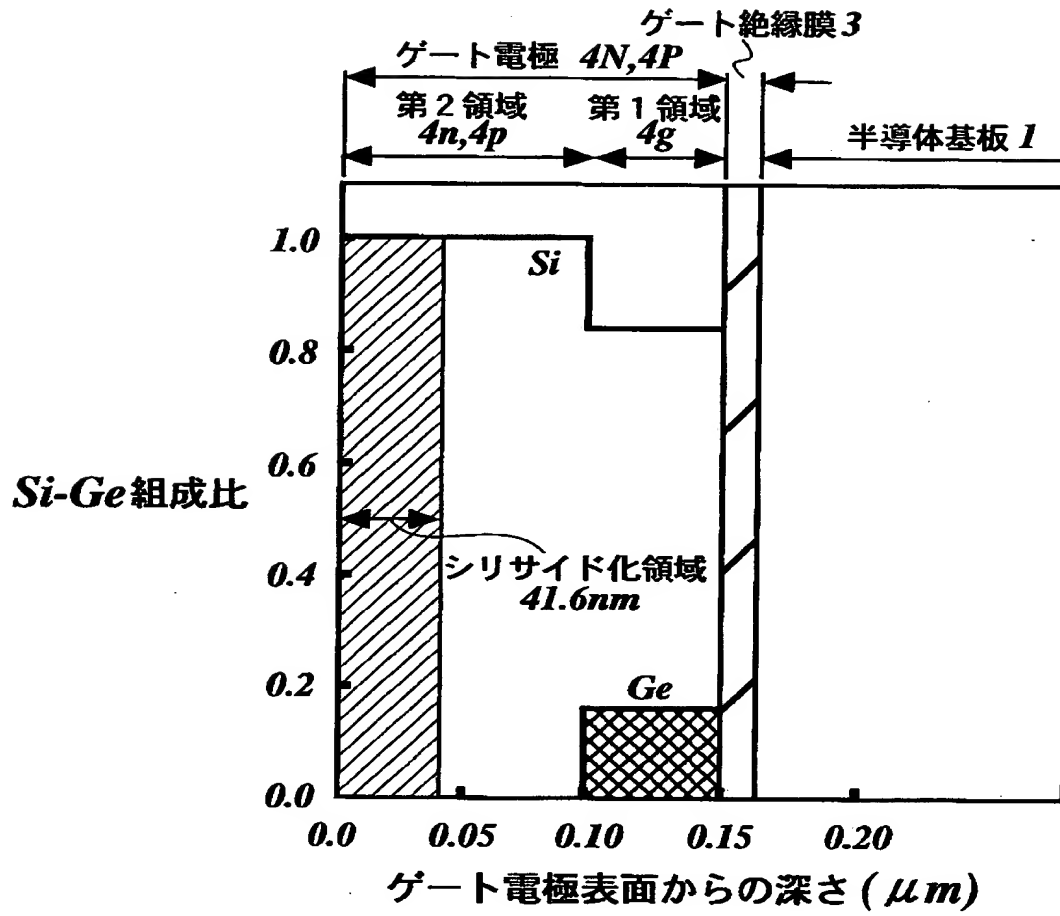 ゲート絶縁膜3
ゲート電極 4N,4P
第2領域
4n,4p
第1領域
4g
半導体基板 1
1.0
Si
0.8
0.6
Si-Ge組成比
シリサイド化領域
41.6nm
0.4
0.2
Ge
0.0
0.0 0.05 0.10 0.15 0.20
ゲート電極表面からの深さ(μm)